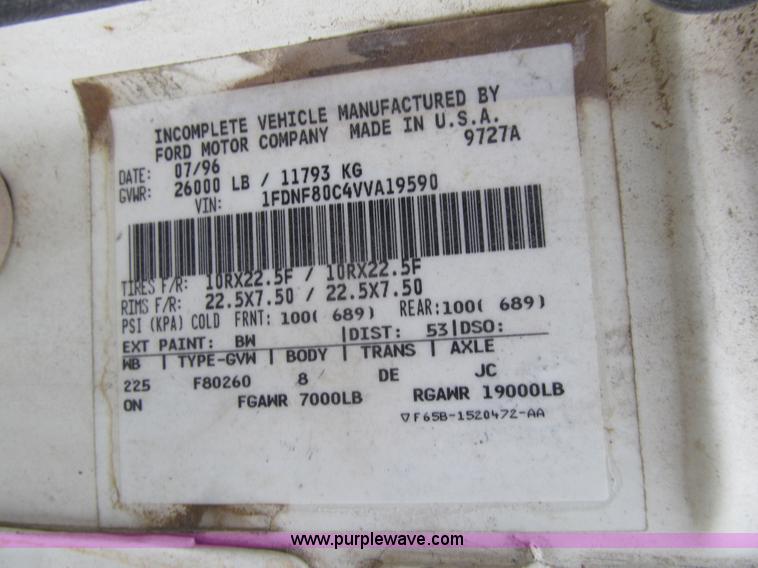 INCOMPLETE VEHICLE MANUFACTURED BY
FORD MOTOR COMPANY MADE IN U.S.A.
9727A
DATE: 07/96
GVWR: 26000 LB / 11793 KG
VIN: 1FDNF80C4VVA19590
TIRES F/R: 10RX22.5F / 10RX22.5F
RIMS F/R: 22.5X7.50 / 22.5X7.50
PSI (KPA) COLD FRNT: 100( 689) REAR:100( 689)
EXT PAINT: BW |DIST: 53|DSO:
WB | TYPE-GVW | BODY | TRANS | AXLE
225 F80260 8 DE JC
ON FGAWR 7000LB RGAWR 19000LB
▽F65B-1520472-AA
www.purplewave.com